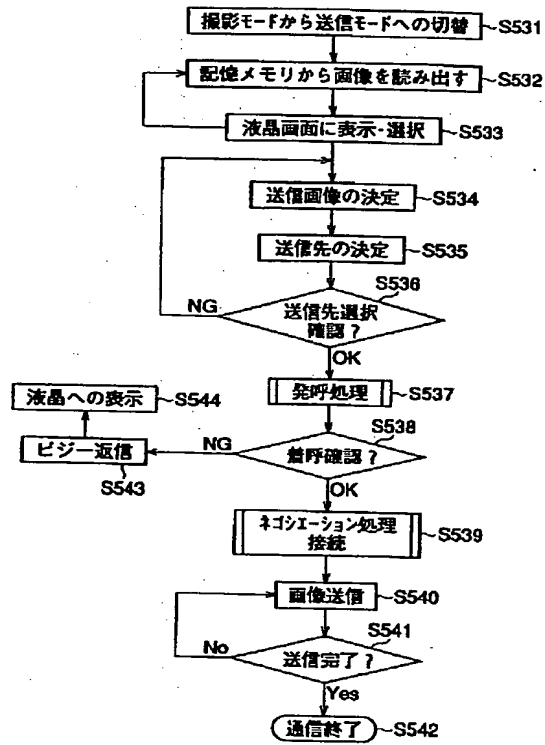 撮影モードから送信モードへの切替 S531
記憶メモリから画像を読み出す S532
液晶画面に表示・選択 S533
送信画像の決定 S534
送信先の決定 S535
S536
NG
送信先選択
確認?
OK
発呼処理 S537
液晶への表示 S544
S538
ビジー返信
NG
着呼確認?
S543
OK
ネゴシエーション処理
接続
S539
画像送信 S540
S541
No
送信完了?
Yes
通信終了 S542